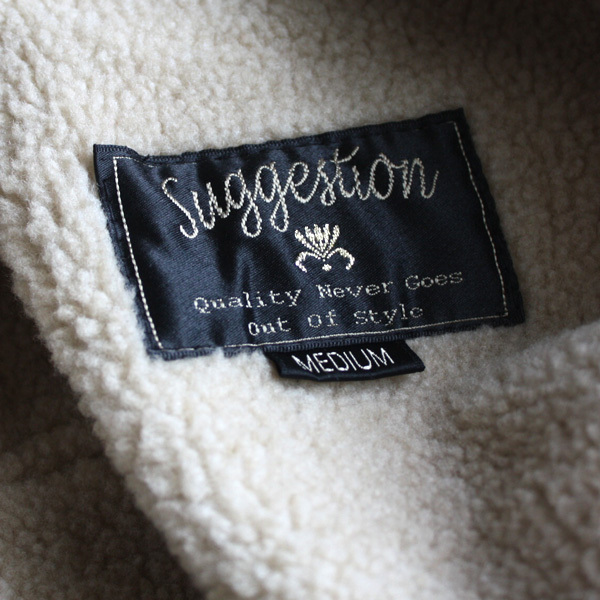 Suggestion
Quality Never Goes
Out Of Style
MEDIUM